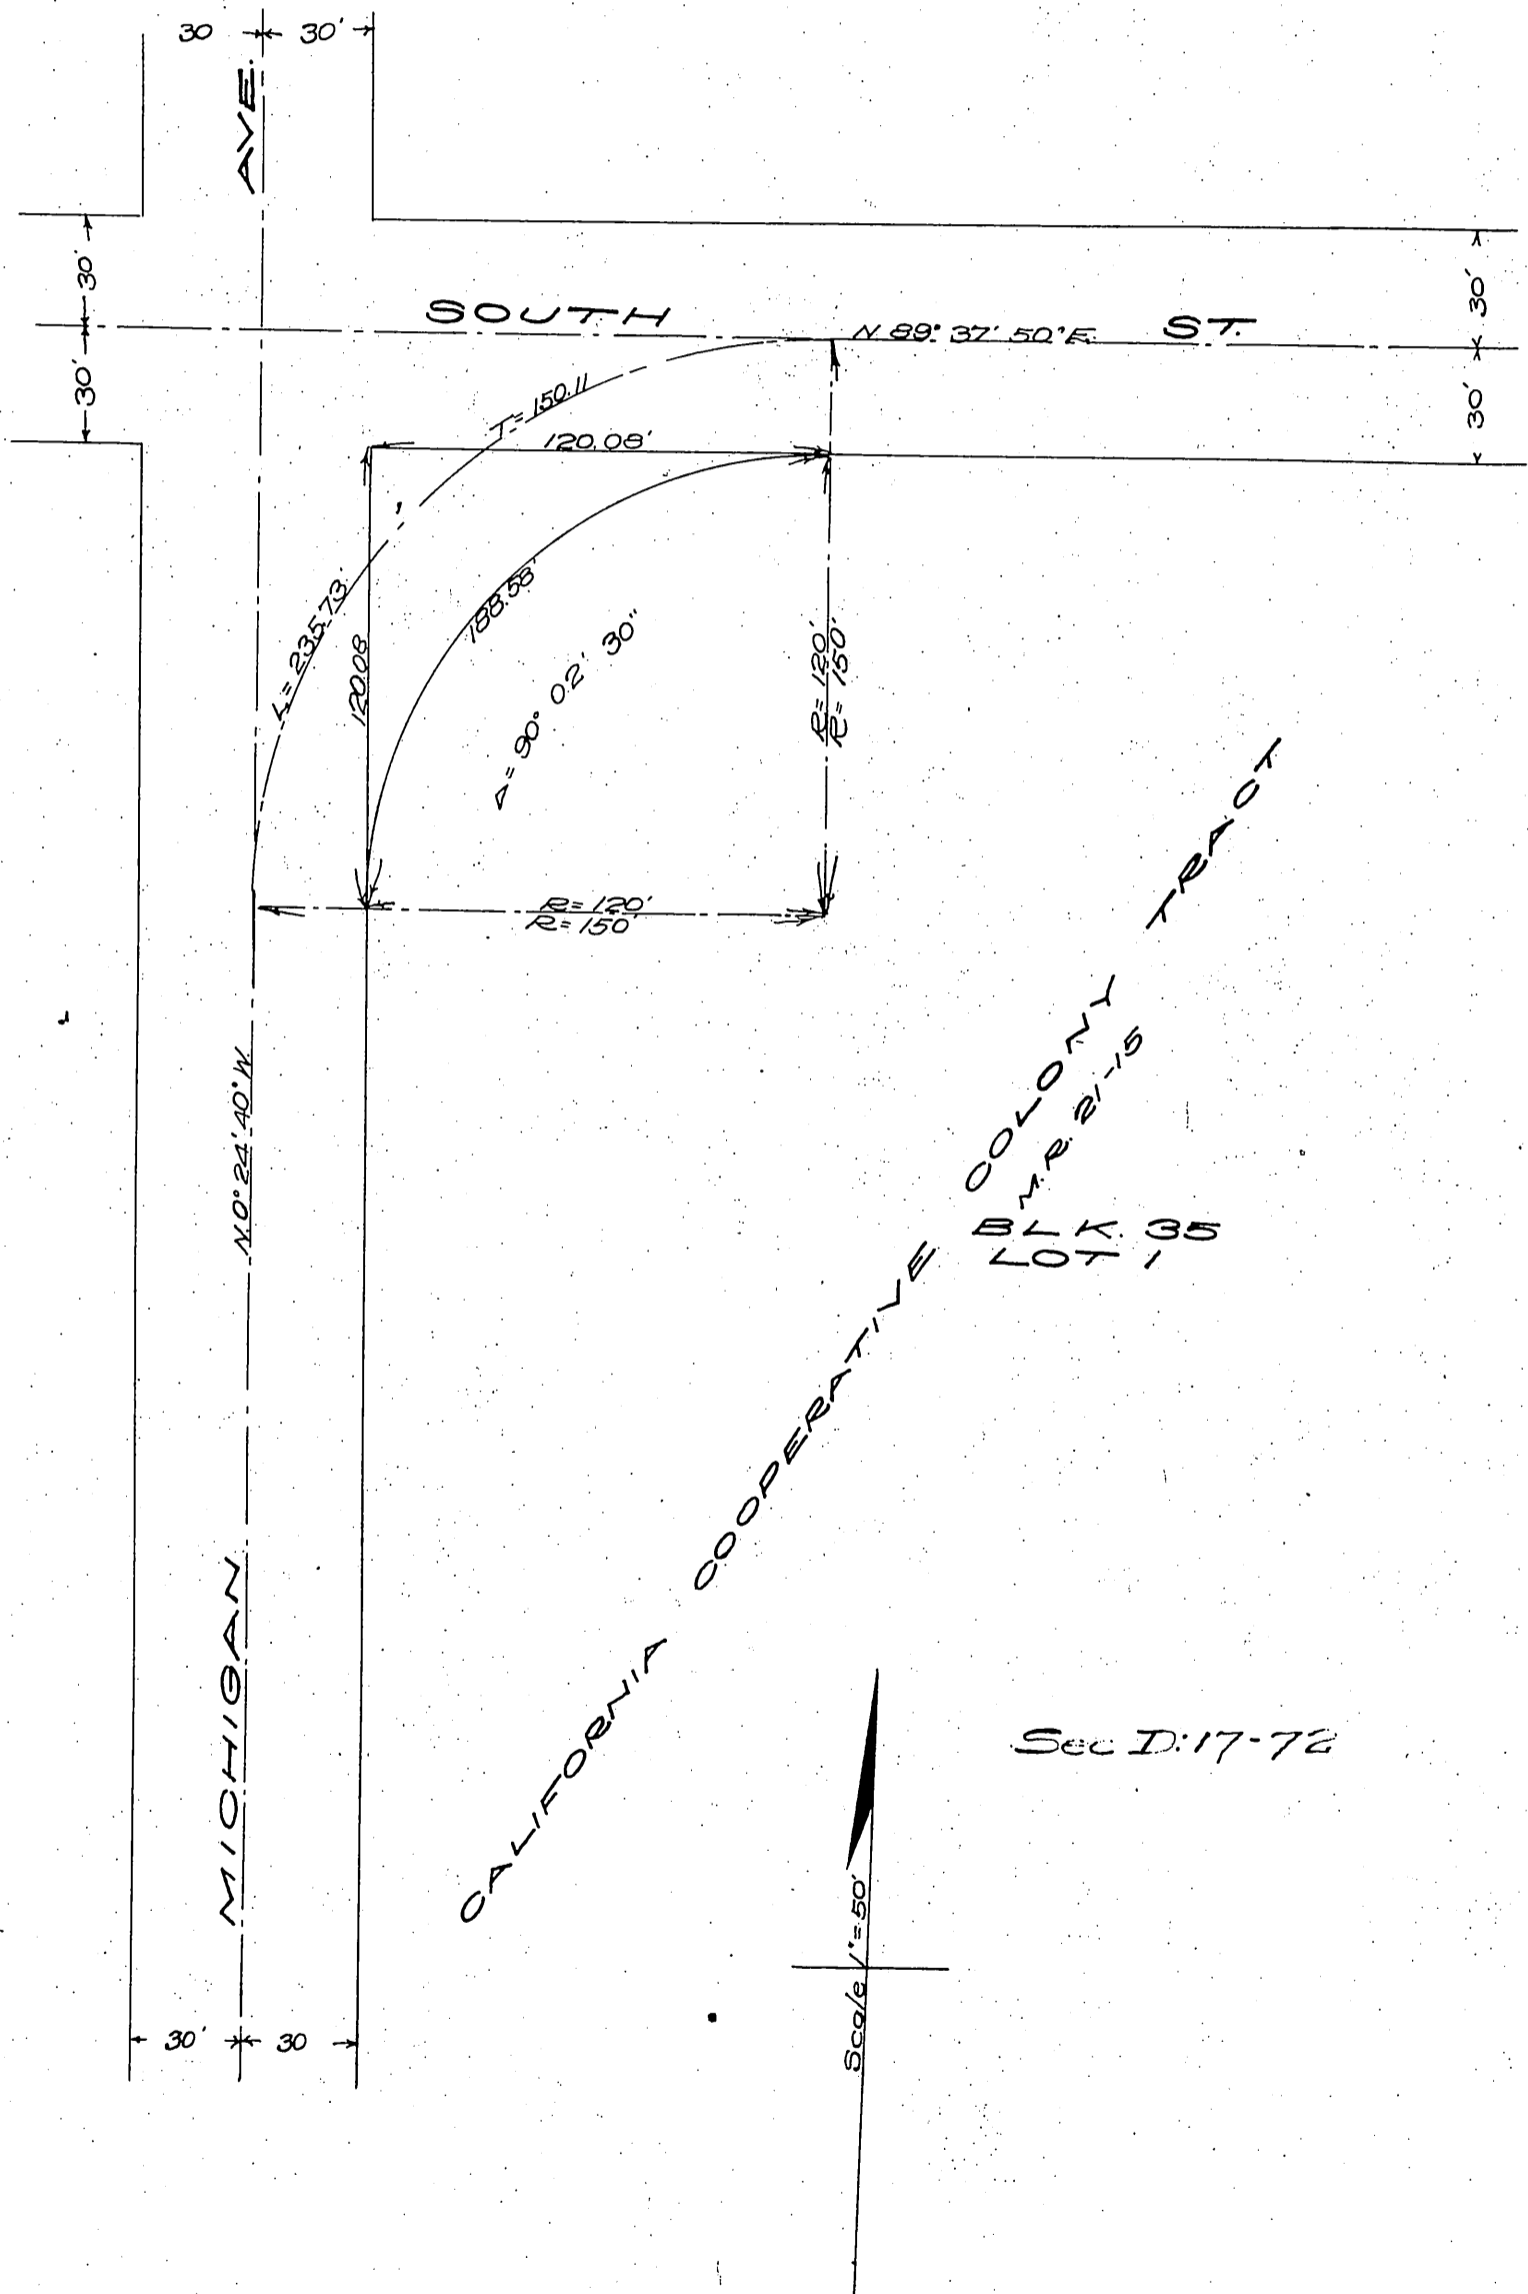 30
30'
AVE.
30'
30'
SOUTH ST.
N 89° 37' 50" E.
30'
30'
T= 150.11
120.08'
L= 235.73'
120.08
188.58'
Δ= 90° 02' 30"
R= 120'
R= 150'
R= 120'
R= 150'
N.0° 24' 40" W.
MICHIGAN
CALIFORNIA COOPERATIVE COLONY TRACT
M.R. 21-15
BLK. 35
LOT 1
Sec D:17-72
Scale 1"= 50'
30'
30